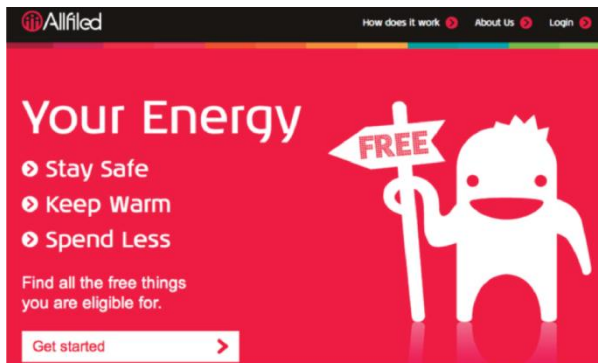 Allfiled
How does it work
About Us
Login
Your Energy
Stay Safe
Keep Warm
Spend Less
FREE
Find all the free things
you are eligible for.
Get started